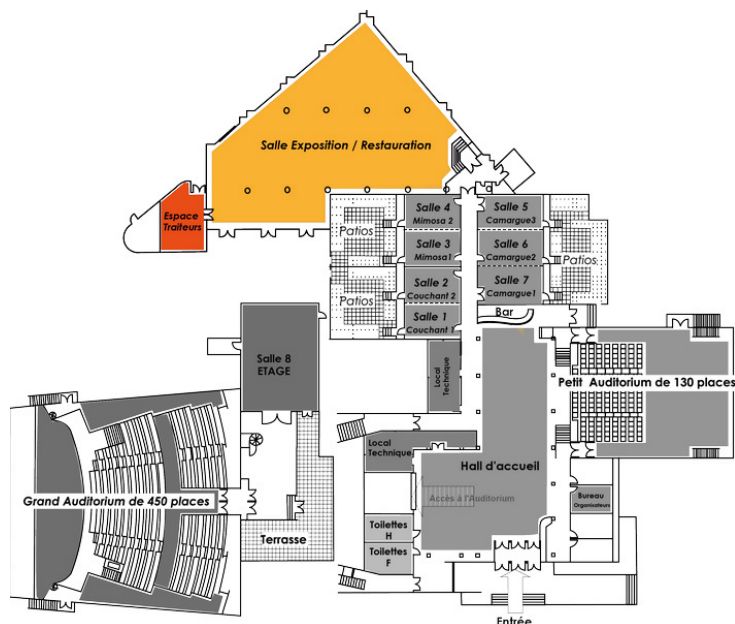 Salle Exposition / Restauration
Espace
Traiteurs
Patios
Salle 4
Mimosa 2
Salle 5
Camargue3
Salle 3
Mimosa1
Salle 6
Camargue2
Patios
Patios
Salle 2
Couchant 2
Salle 7
Camargue1
Salle 1
Couchant 1
Bar
Salle 8
ETAGE
Local
Technique
Petit Auditorium de 130 places
Local
Technique
Hall d'accueil
Grand Auditorium de 450 places
Accès à l'Auditorium
Bureau
Organisateurs
Toilettes
H
Terrasse
Toilettes
F
Entrée